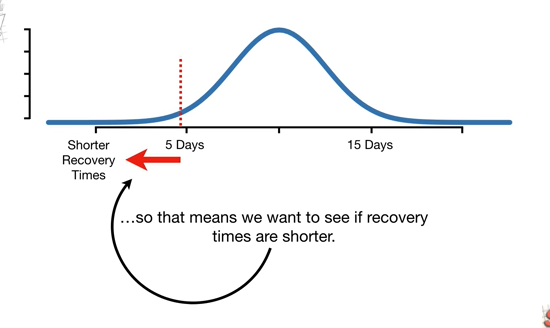 Shorter
Recovery
Times
5 Days
15 Days
…so that means we want to see if recovery
times are shorter.